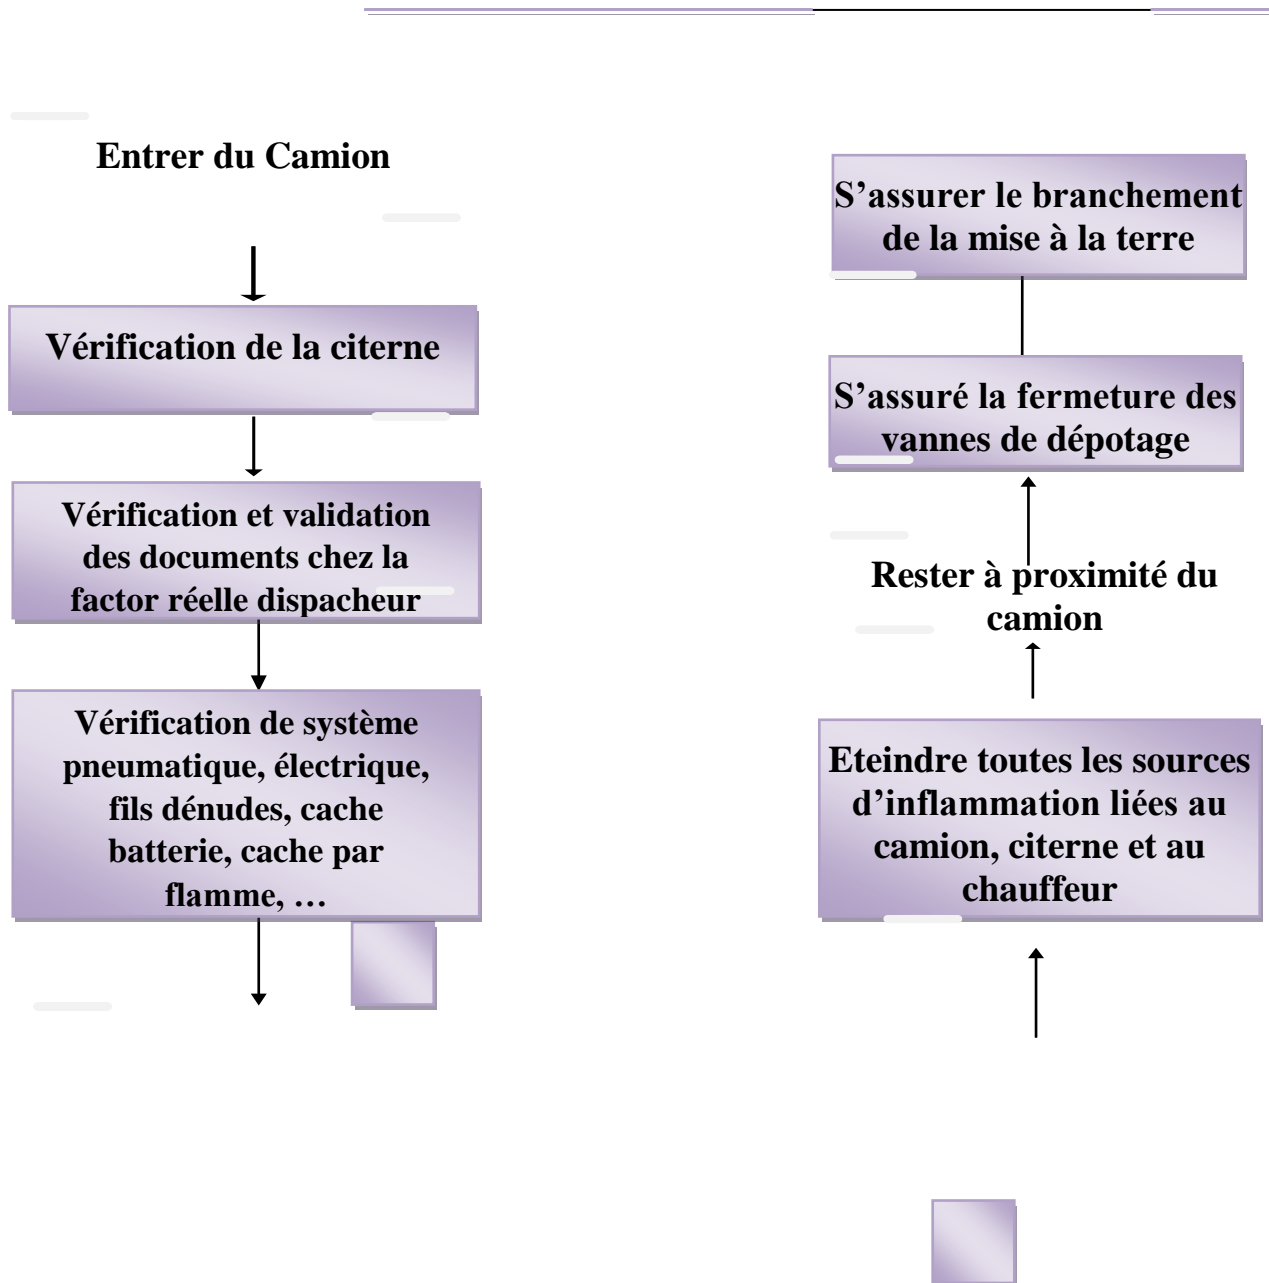 Entrer du Camion
Vérification de la citerne
Vérification et validation
des documents chez la
factor réelle dispacheur
Vérification de système
pneumatique, électrique,
fils dénudes, cache
batterie, cache par
flamme, …
S’assurer le branchement
de la mise à la terre
S’assuré la fermeture des
vannes de dépotage
Rester à proximité du
camion
Eteindre toutes les sources
d’inflammation liées au
camion, citerne et au
chauffeur